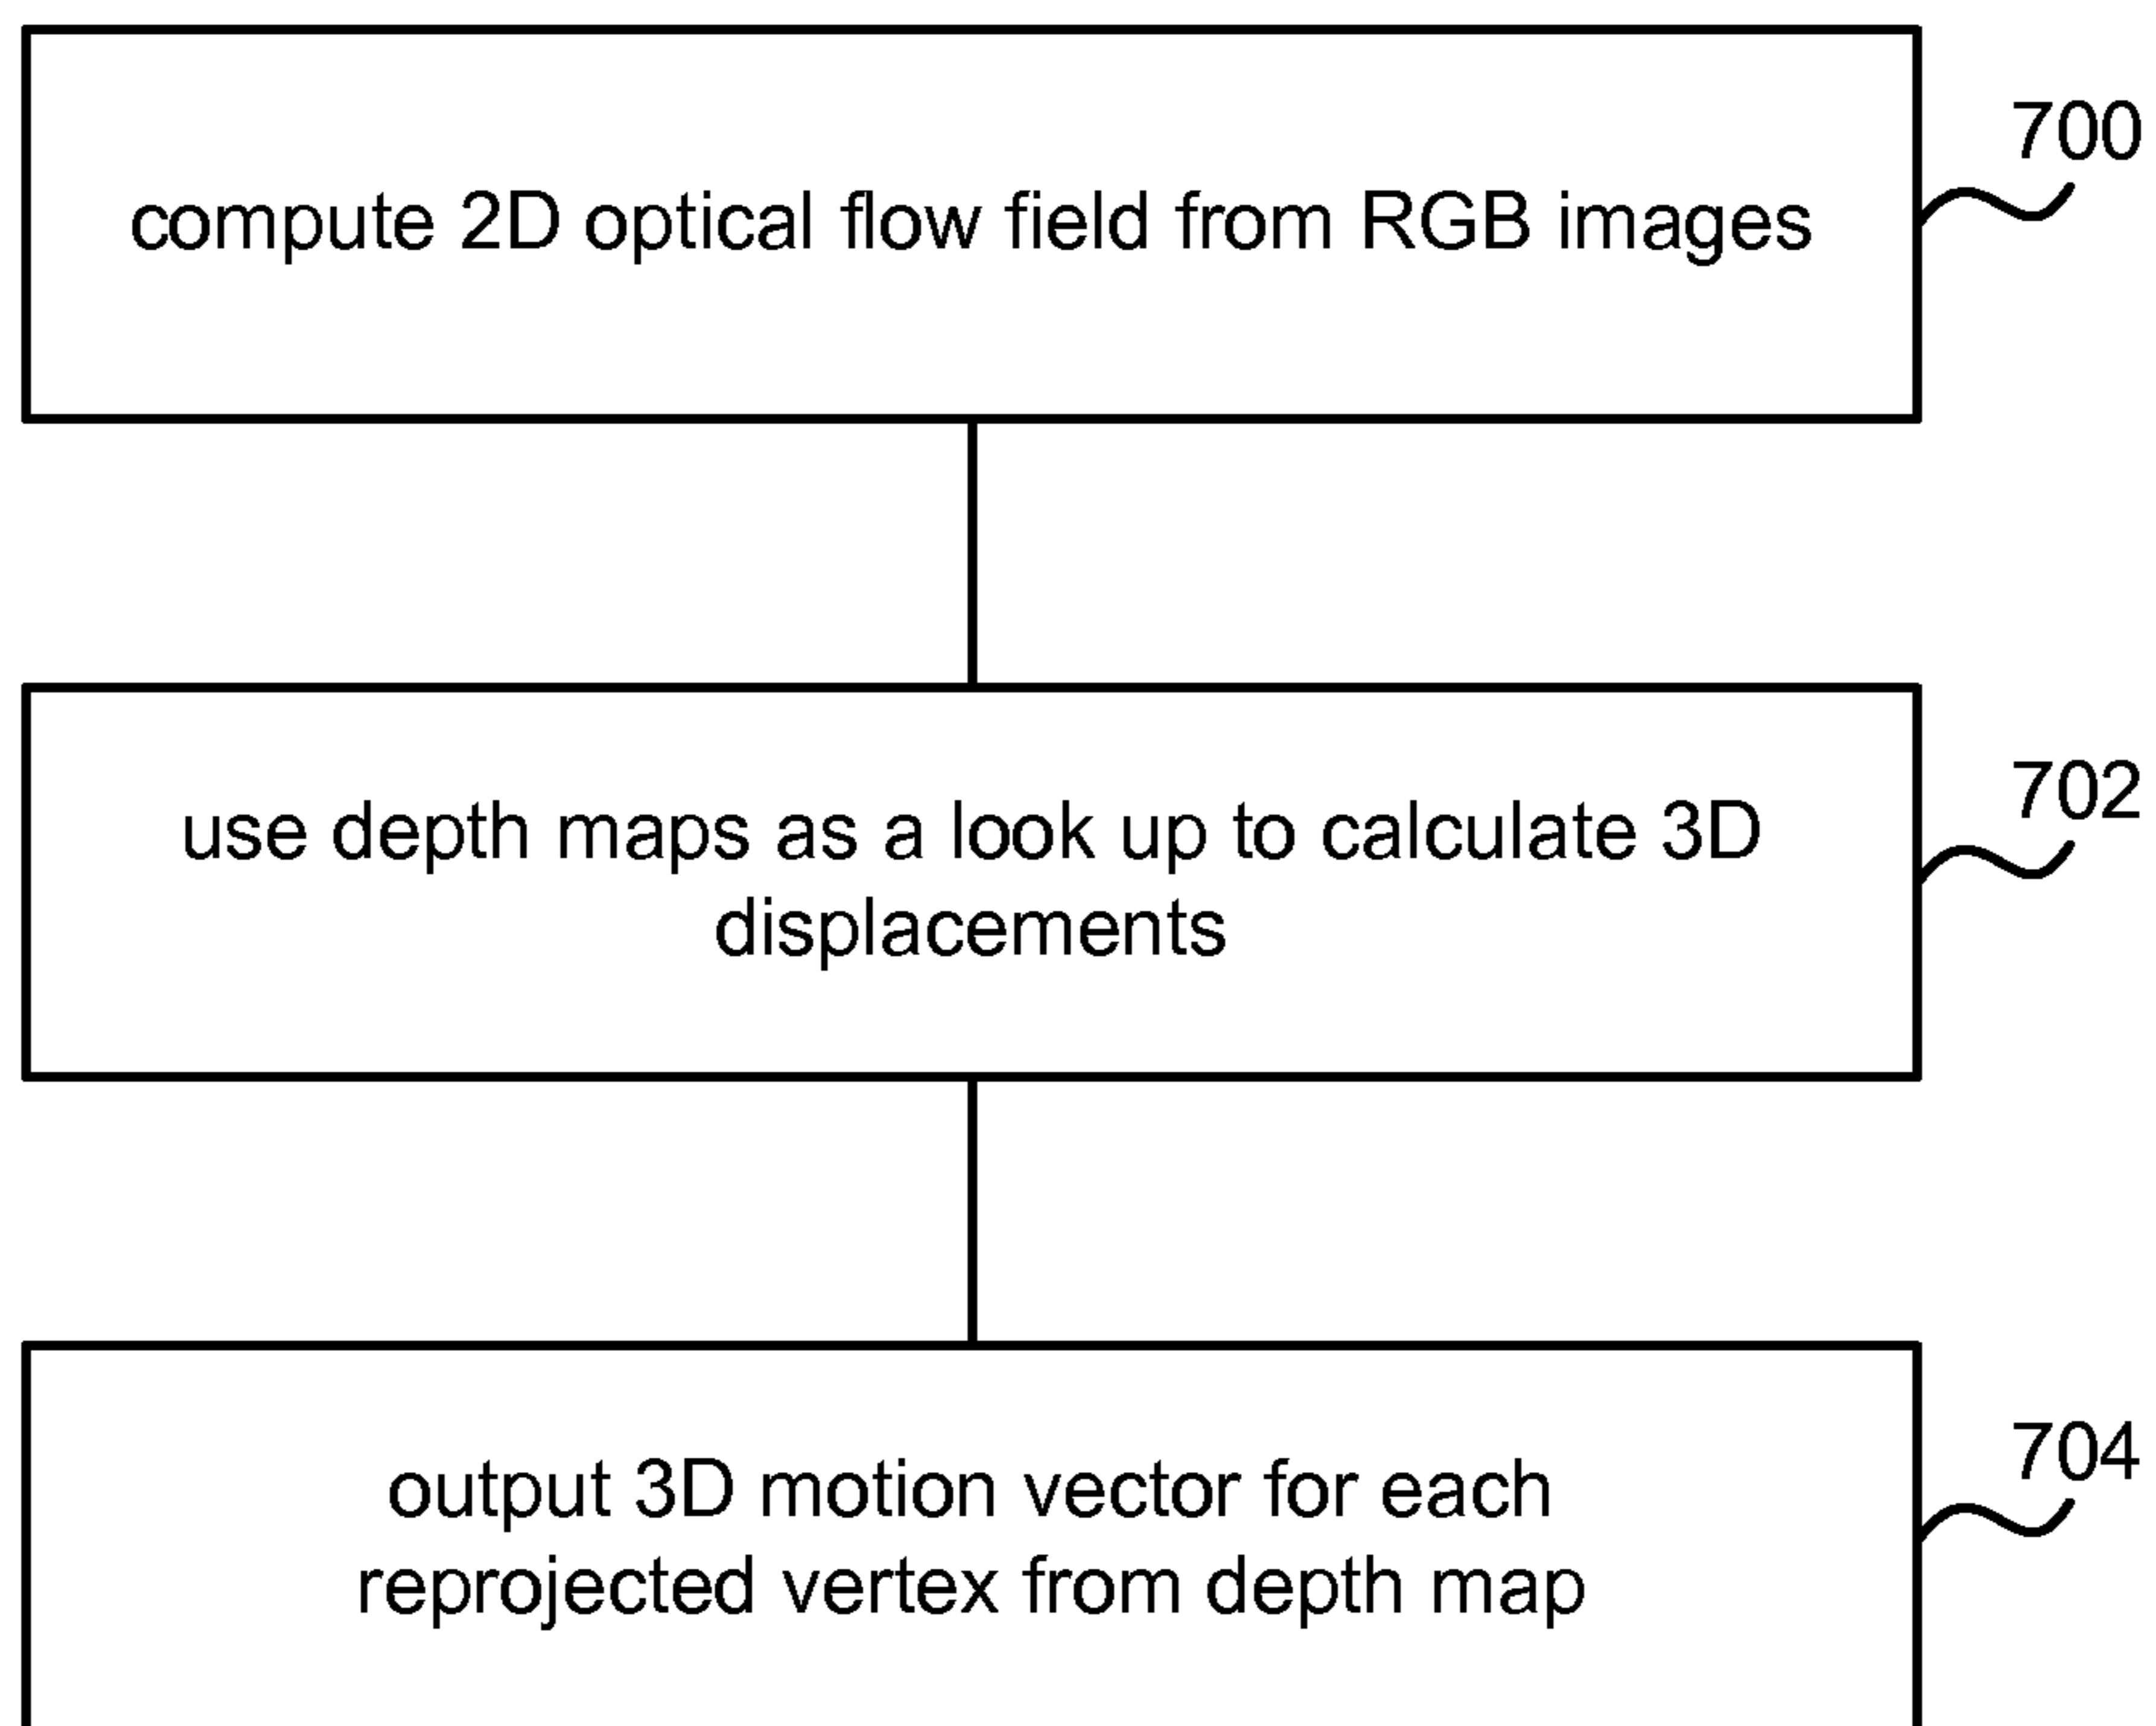 700
compute 2D optical flow field from RGB images
702
use depth maps as a look up to calculate 3D
displacements
704
output 3D motion vector for each
reprojected vertex from depth map